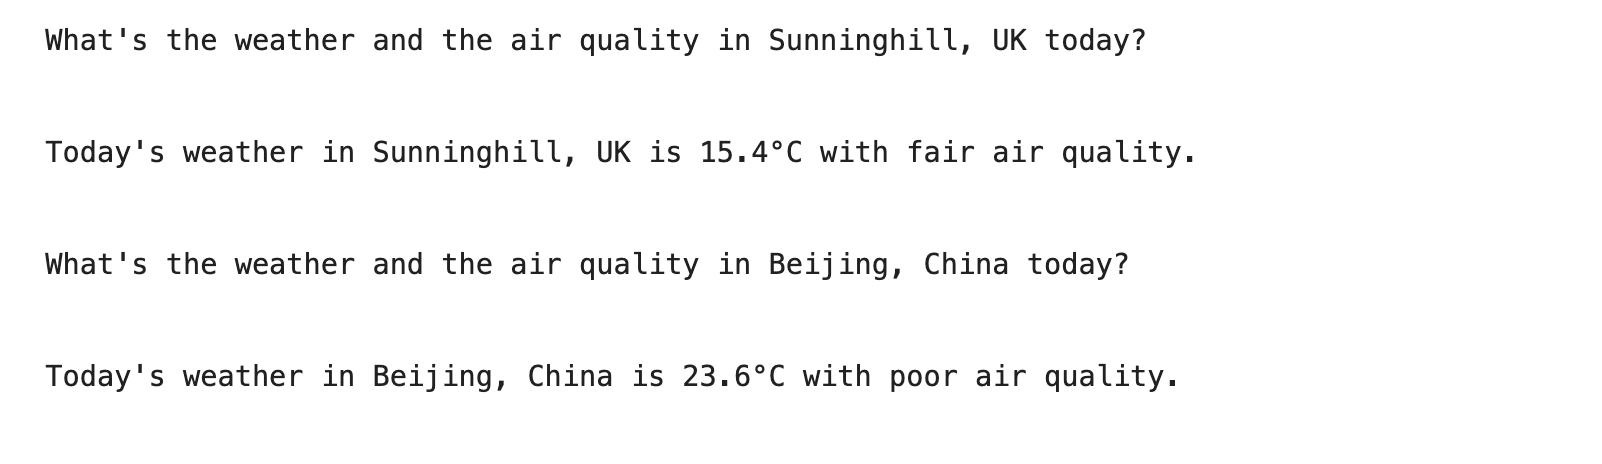 What's the weather and the air quality in Sunninghill, UK today?
Today's weather in Sunninghill, UK is 15.4°C with fair air quality.
What's the weather and the air quality in Beijing, China today?
Today's weather in Beijing, China is 23.6°C with poor air quality.